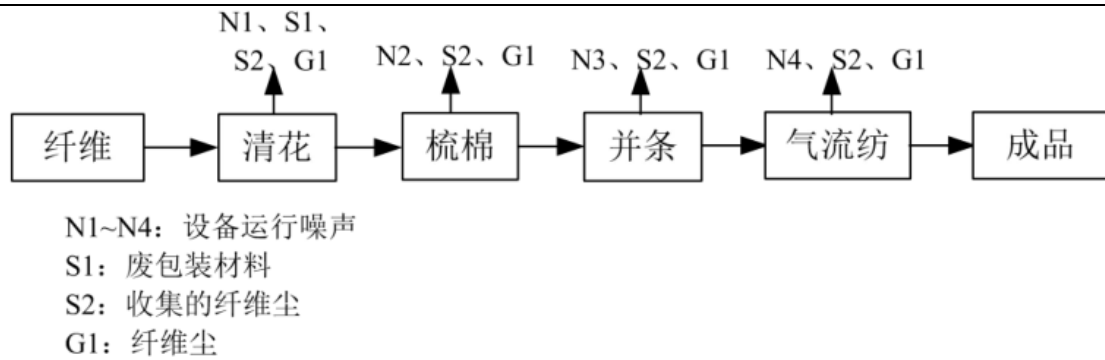 N1、S1、
S2、G1
N2、S2、G1
N3、S2、G1
N4、S2、G1
纤维
清花
梳棉
并条
气流纺
成品
N1~N4：设备运行噪声
S1：废包装材料
S2：收集的纤维尘
G1：纤维尘